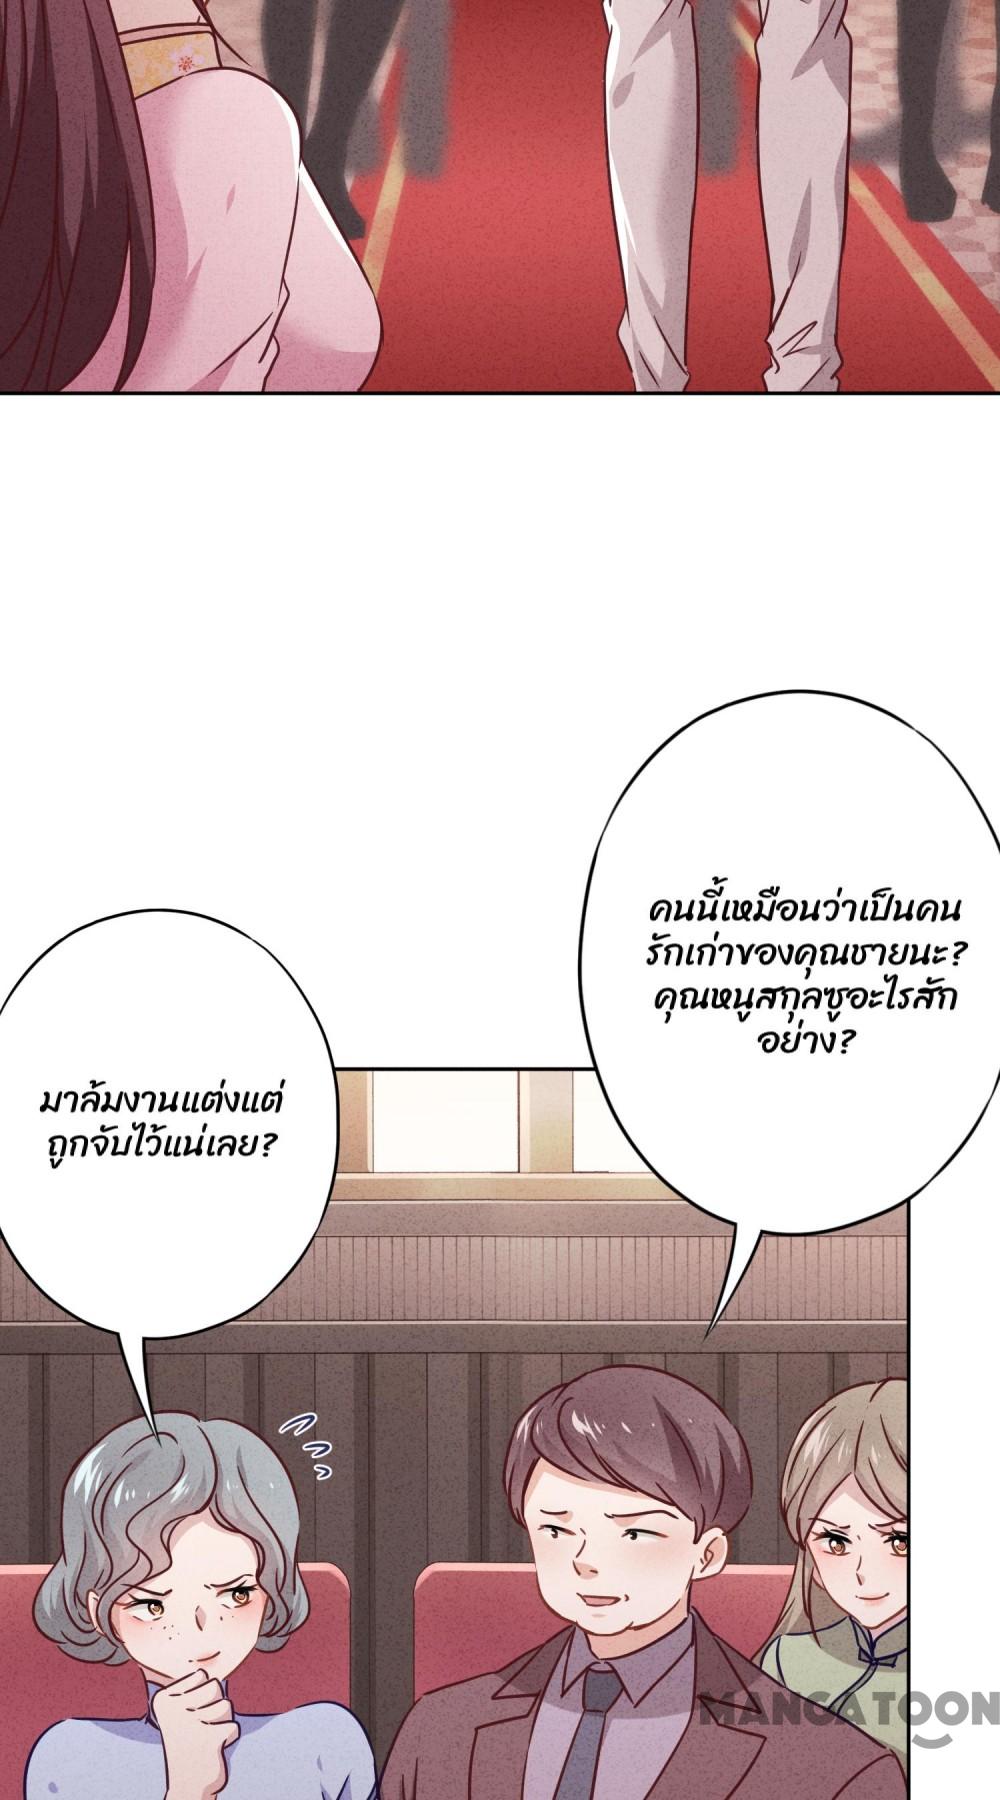 คนนี้เหมือนว่าเป็นคน
รักเก่าของคุณชายนะ?
คุณหนูสกุลซูอะไรสัก
อย่าง?
มาล้มงานแต่งแต่
ถูกจับไว้แน่เลย?
MANGATOON